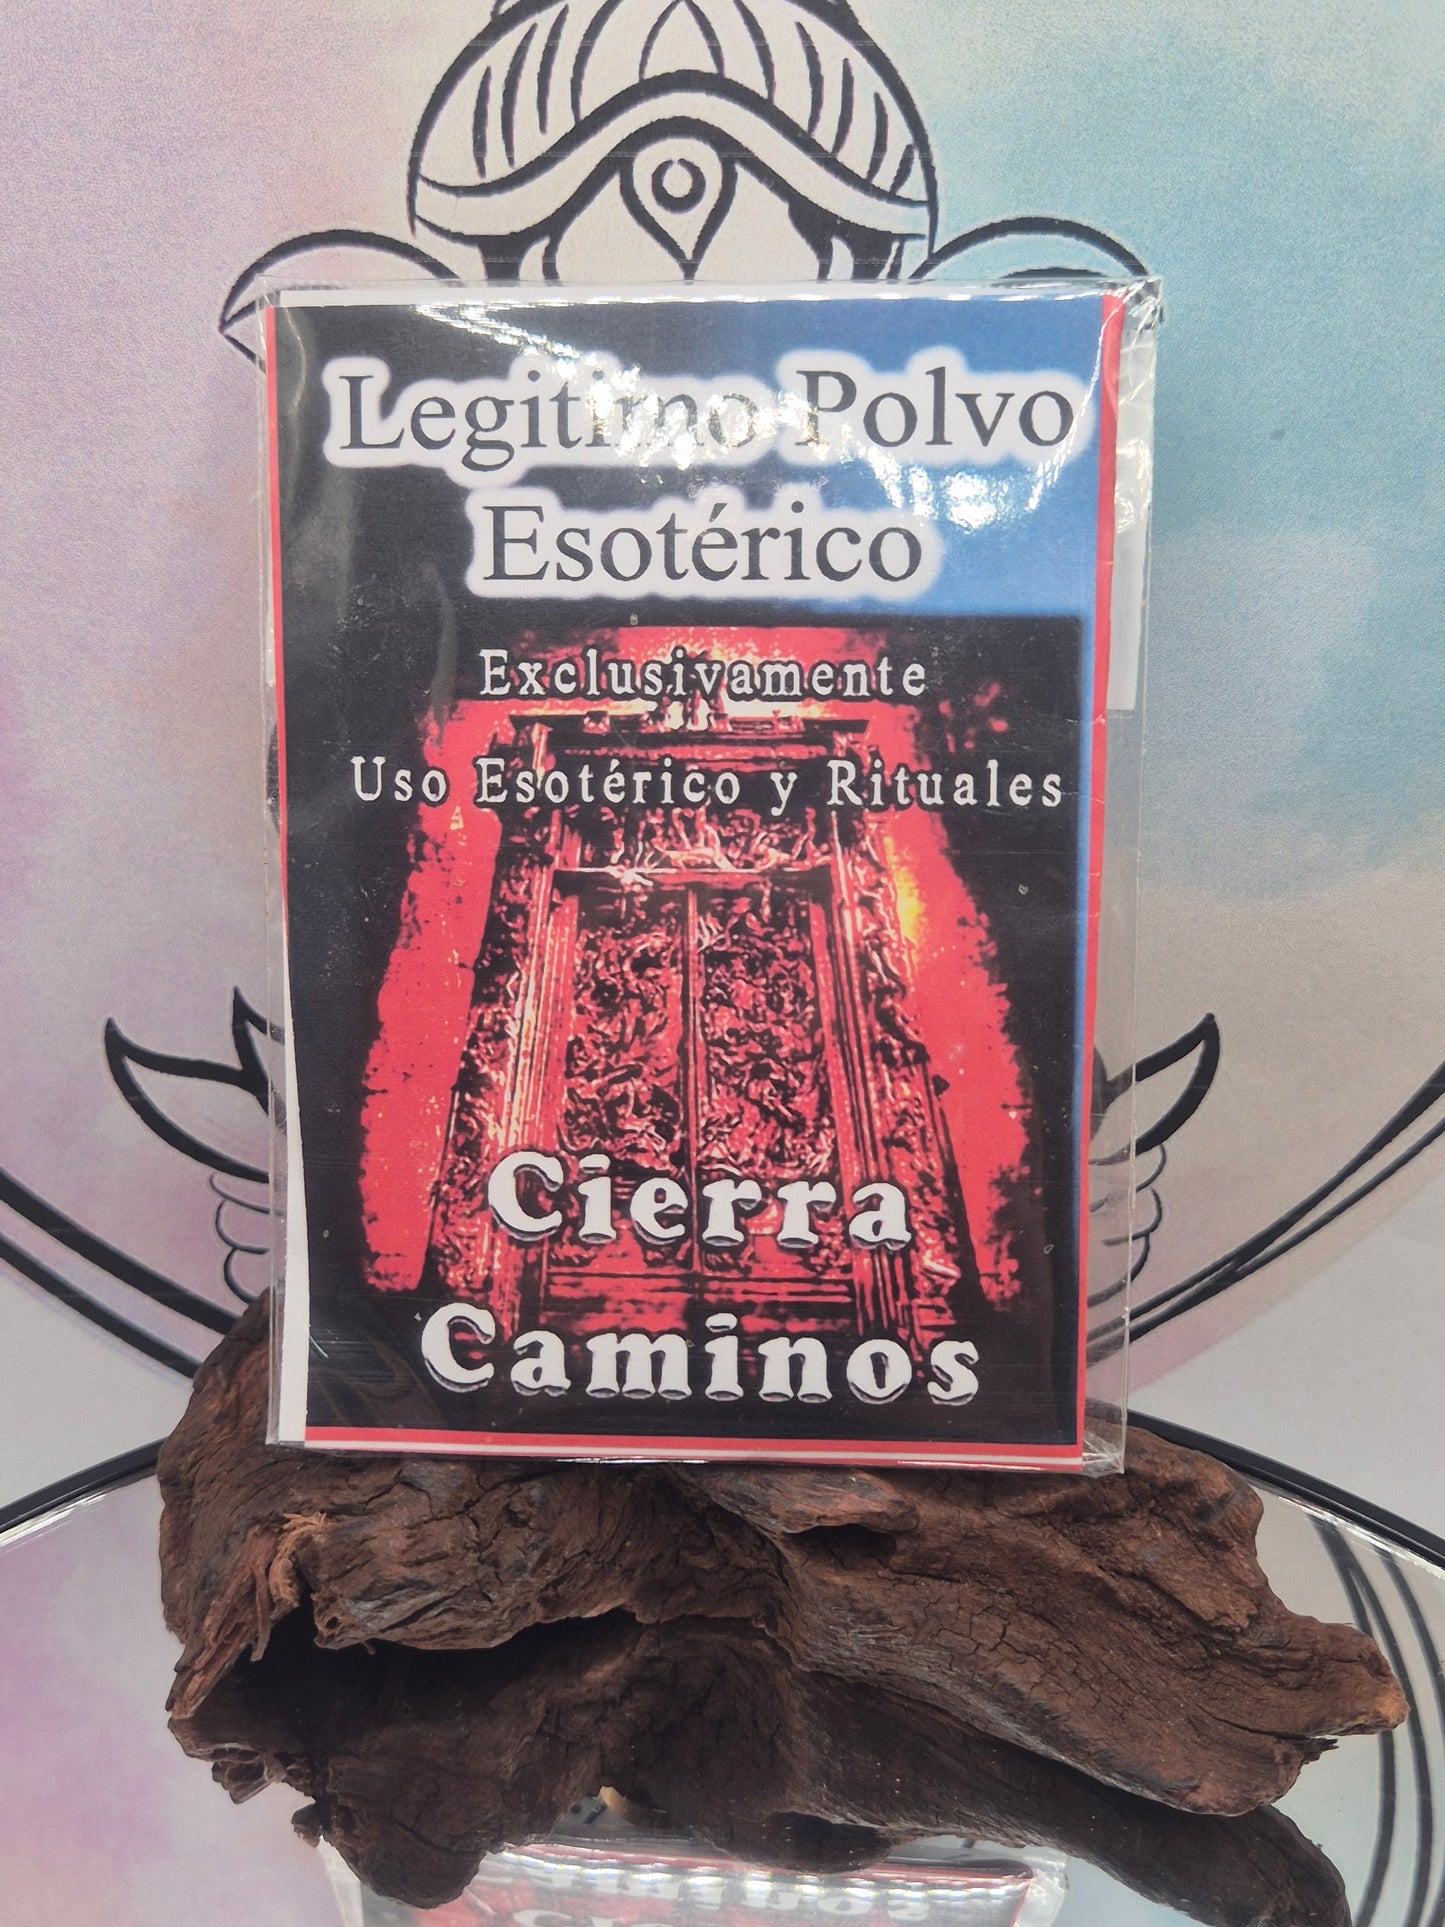 Legitimo Polvo
Esotérico
Exclusivamente
Uso Esotérico y Rituales
Cierra
Caminos